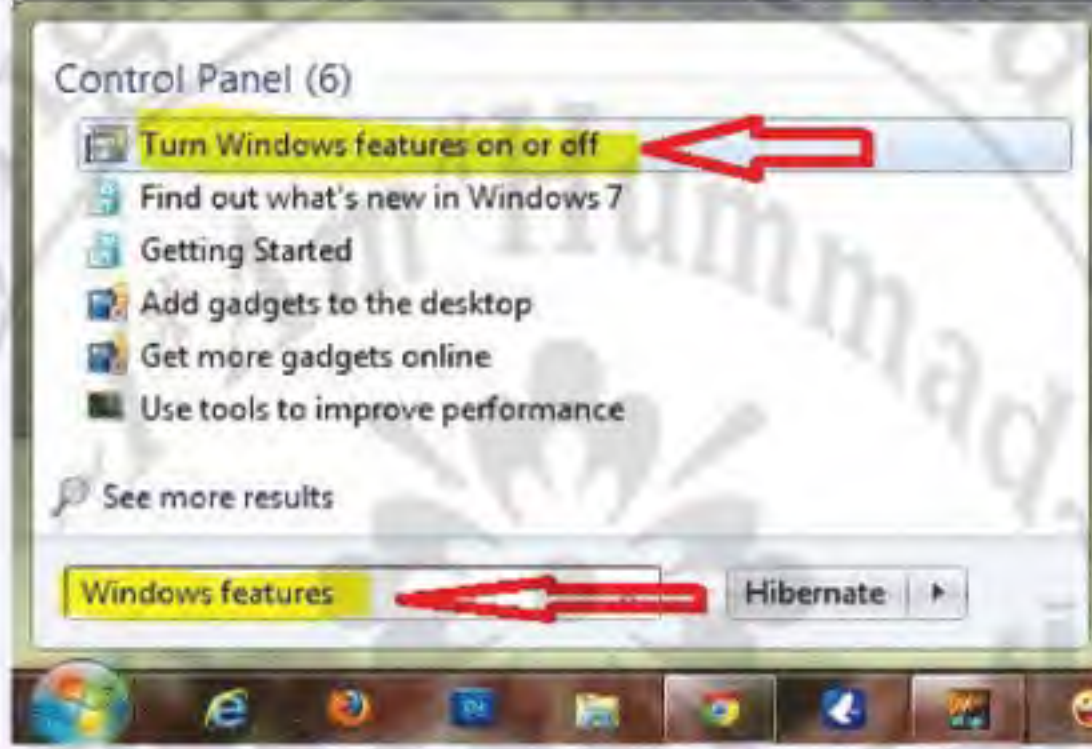 Control Panel (6)
Turn Windows features on or off
Find out what's new in Windows 7
Getting Started
Add gadgets to the desktop
Get more gadgets online
Use tools to improve performance
See more results
Windows features
Hibernate